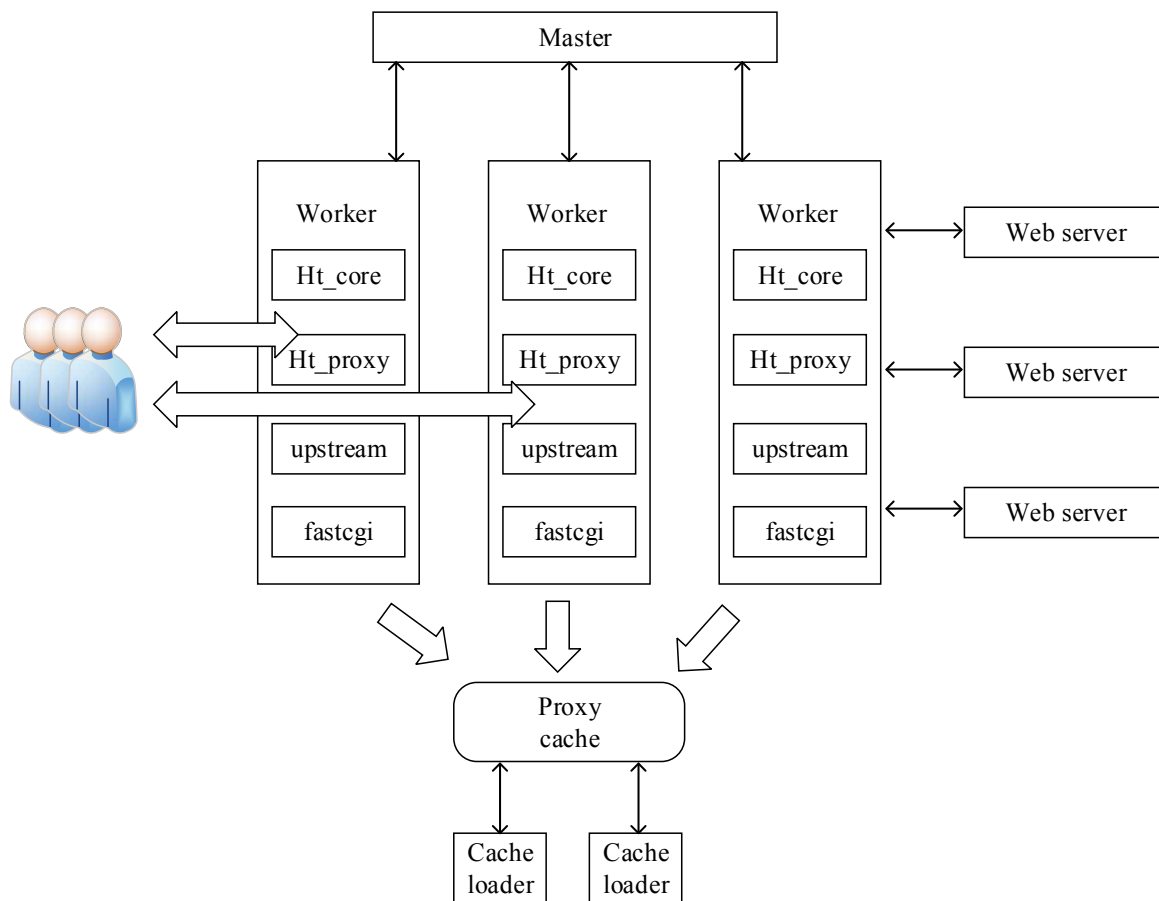 Master
Worker
Worker
Worker
Ht_core
Ht_core
Ht_core
Web server
Ht_proxy
Ht_proxy
Ht_proxy
Web server
upstream
upstream
upstream
Web server
fastcgi
fastcgi
fastcgi
Proxy
cache
Cache
loader
Cache
loader